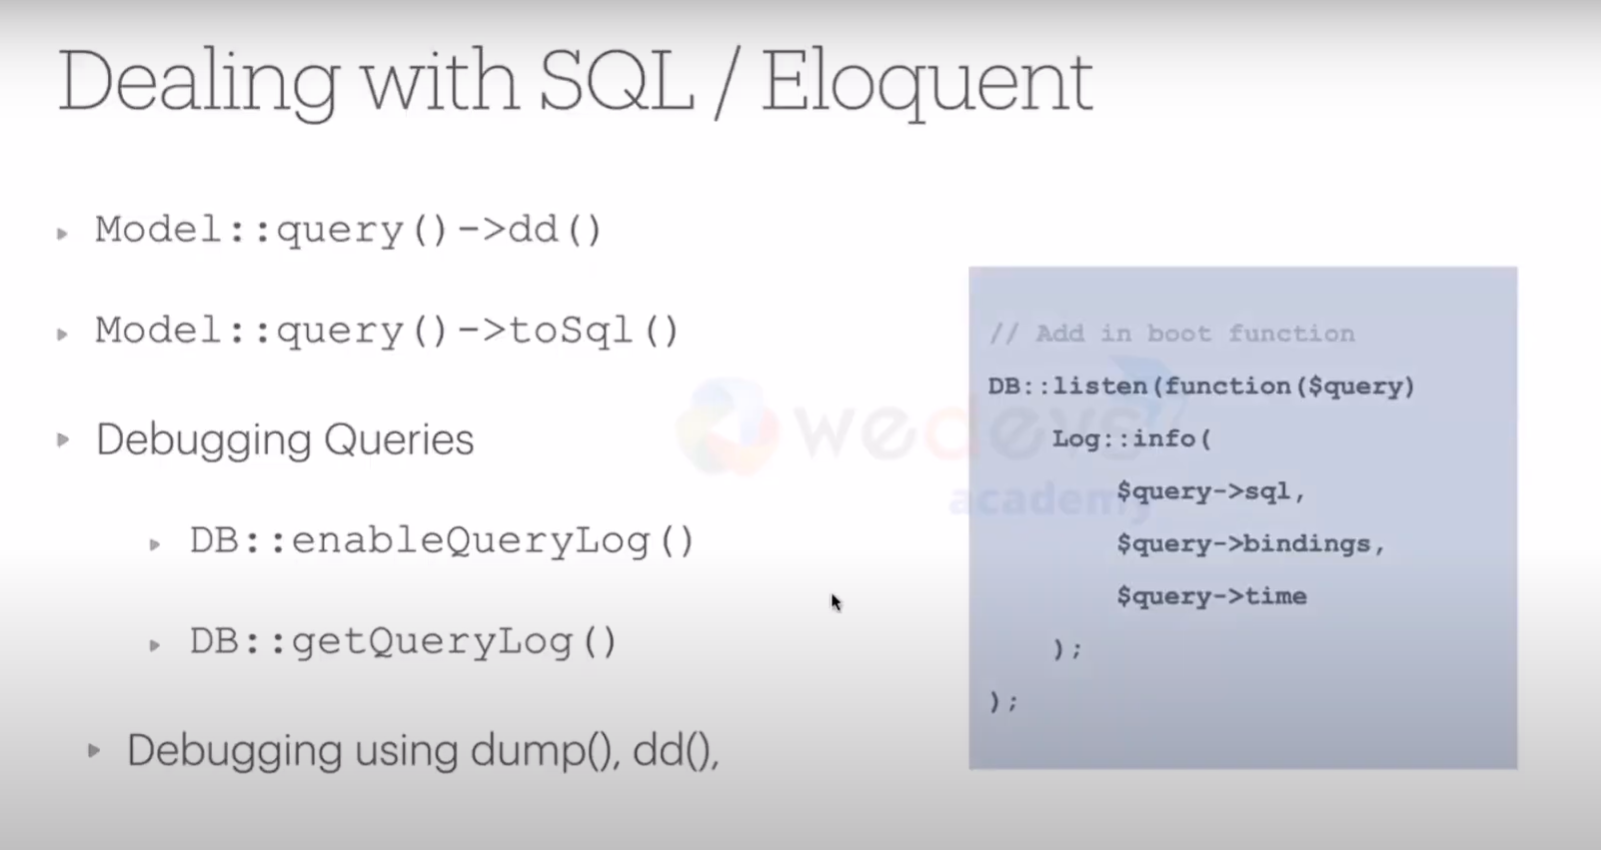 Dealing with SQL / Eloquent
Model::query()->dd()
Model::query()->toSql()
Debugging Queries
DB::enableQueryLog()
DB::getQueryLog()
Debugging using dump(), dd(),
// Add in boot function
DB::listen(function($query)
Log::info(
$query->sql,
$query->bindings,
$query->time
);
);
wedevs
academy